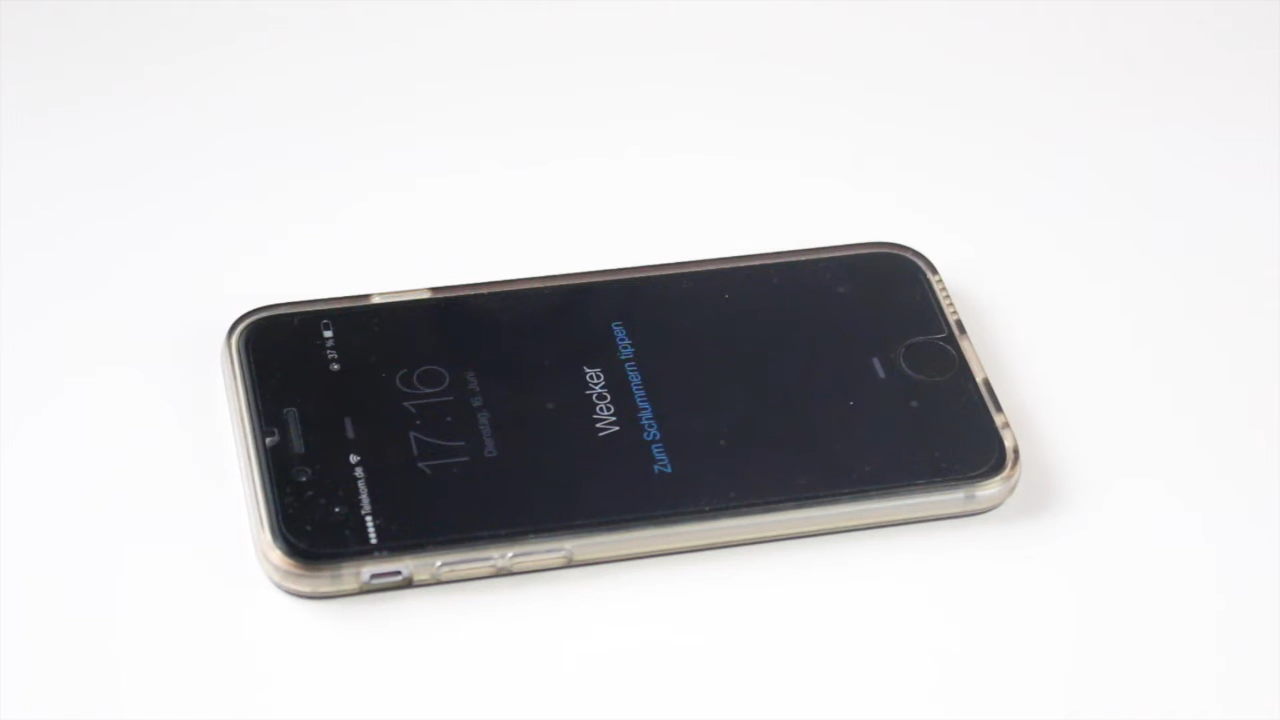 Telekom.de 37 %
17:16
Dienstag, 16. Juni
Wecker
Zum Schlummern tippen